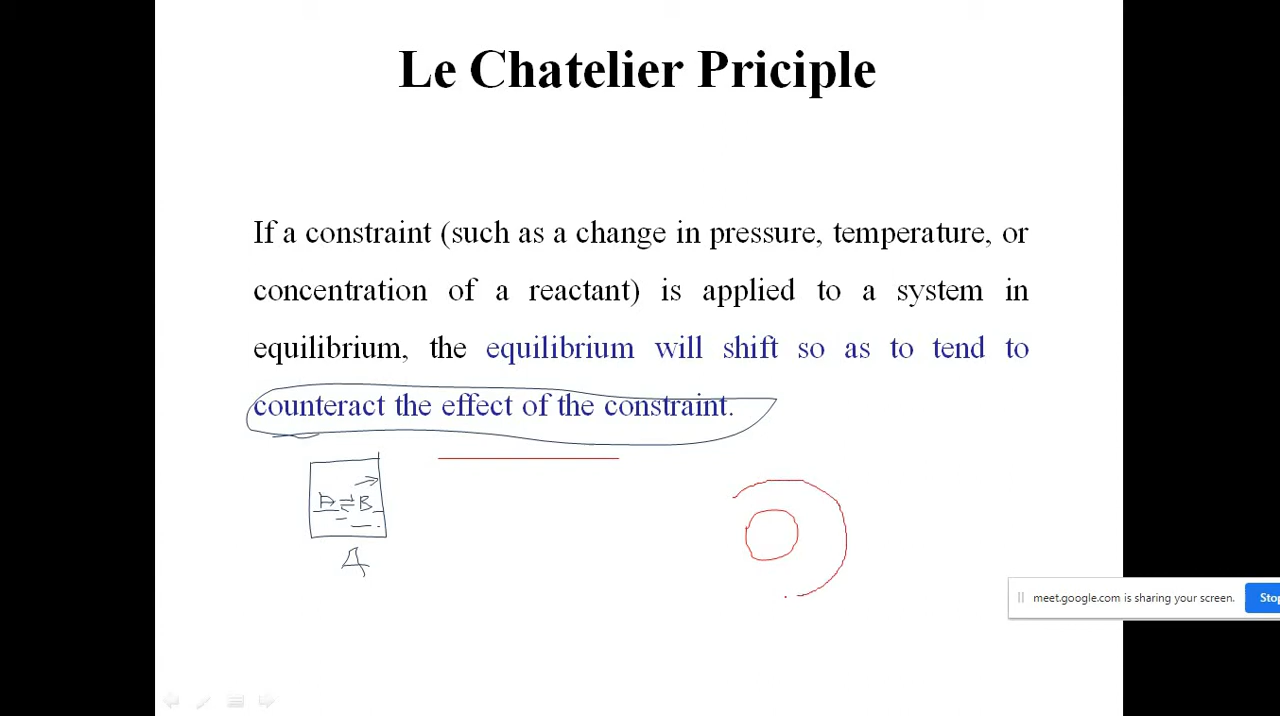 Le Chatelier Priciple
If a constraint (such as a change in pressure, temperature, or
concentration of a reactant) is applied to a system in
equilibrium, the equilibrium will shift so as to tend to
counteract the effect of the constraint.
A ⇌ B
meet.google.com is sharing your screen.